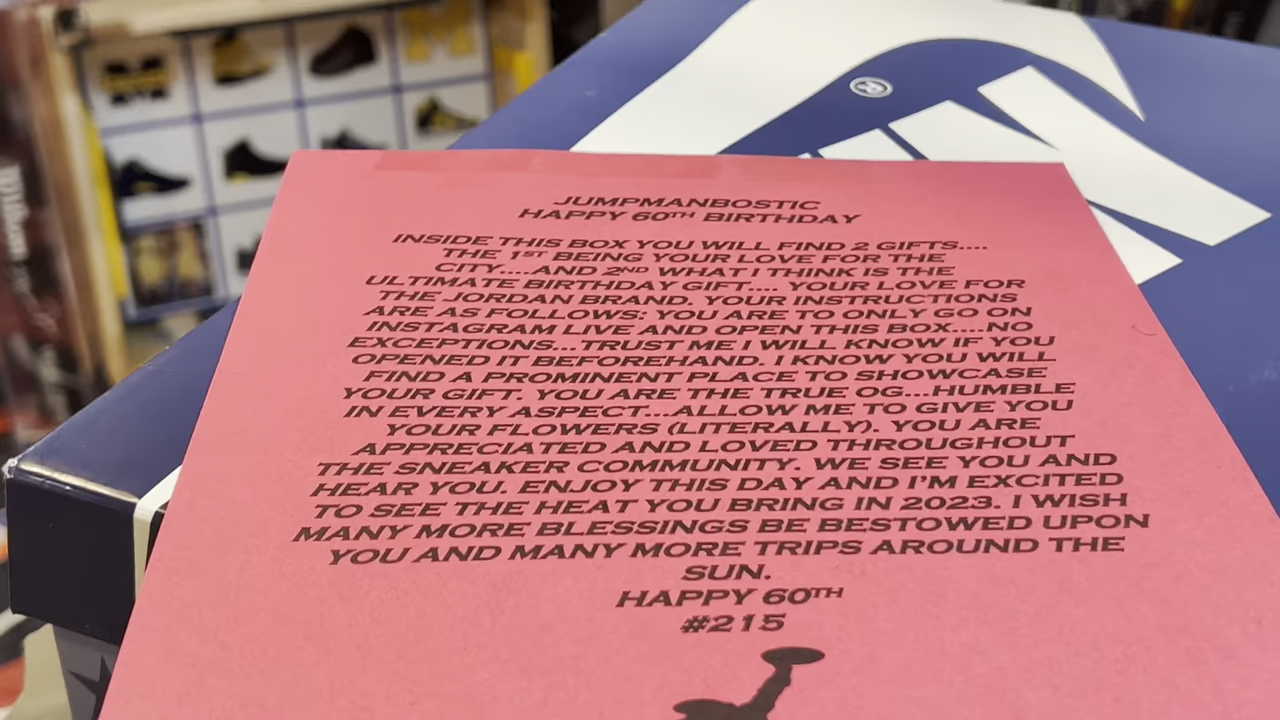 JUMPMANBOSTIC
HAPPY 60TH BIRTHDAY
INSIDE THIS BOX YOU WILL FIND 2 GIFTS....
THE 1ST BEING YOUR LOVE FOR THE
CITY....AND 2ND WHAT I THINK IS THE
ULTIMATE BIRTHDAY GIFT.... YOUR LOVE FOR
THE JORDAN BRAND. YOUR INSTRUCTIONS
ARE AS FOLLOWS: YOU ARE TO ONLY GO ON
INSTAGRAM LIVE AND OPEN THIS BOX....NO
EXCEPTIONS...TRUST ME I WILL KNOW IF YOU
OPENED IT BEFOREHAND. I KNOW YOU WILL
FIND A PROMINENT PLACE TO SHOWCASE
YOUR GIFT. YOU ARE THE TRUE OG...HUMBLE
IN EVERY ASPECT...ALLOW ME TO GIVE YOU
YOUR FLOWERS (LITERALLY). YOU ARE
APPRECIATED AND LOVED THROUGHOUT
THE SNEAKER COMMUNITY. WE SEE YOU AND
HEAR YOU. ENJOY THIS DAY AND I'M EXCITED
TO SEE THE HEAT YOU BRING IN 2023. I WISH
MANY MORE BLESSINGS BE BESTOWED UPON
YOU AND MANY MORE TRIPS AROUND THE
SUN.
HAPPY 60TH
#215
®
M